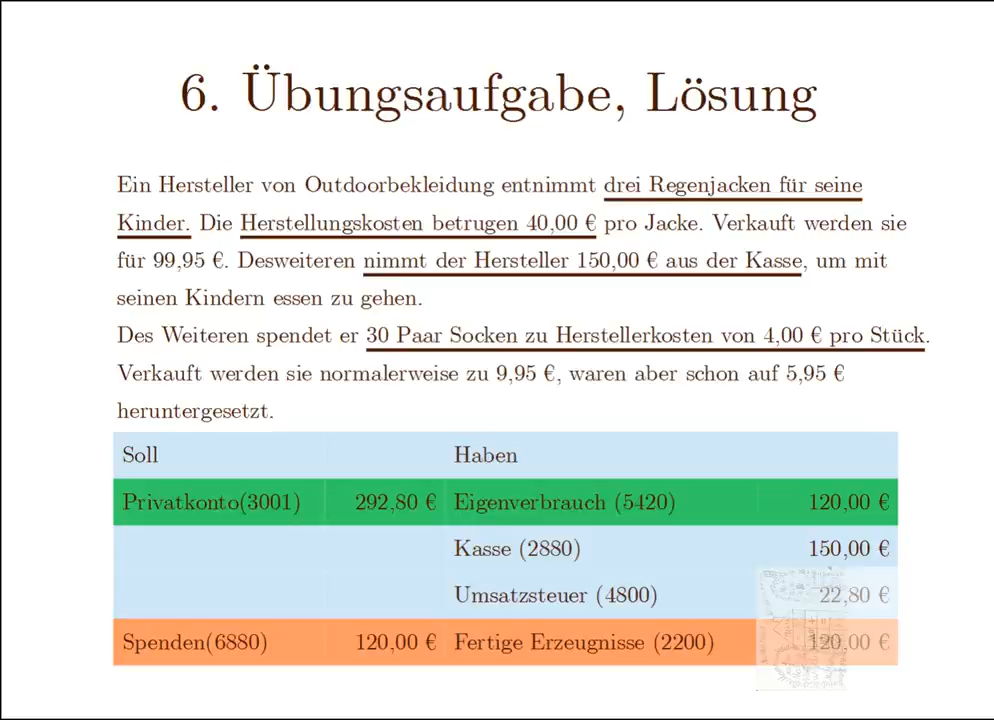 6. Übungsaufgabe, Lösung
Ein Hersteller von Outdoorbekleidung entnimmt drei Regenjacken für seine
Kinder. Die Herstellungskosten betrugen 40,00 € pro Jacke. Verkauft werden sie
für 99,95 €. Desweiteren nimmt der Hersteller 150,00 € aus der Kasse, um mit
seinen Kindern essen zu gehen.
Des Weiteren spendet er 30 Paar Socken zu Herstellerkosten von 4,00 € pro Stück.
Verkauft werden sie normalerweise zu 9,95 €, waren aber schon auf 5,95 €
heruntergesetzt.
Soll Haben
Privatkonto(3001) 292,80 € Eigenverbrauch (5420) 120,00 €
Kasse (2880) 150,00 €
Umsatzsteuer (4800) 22,80 €
Spenden(6880) 120,00 € Fertige Erzeugnisse (2200) 120,00 €